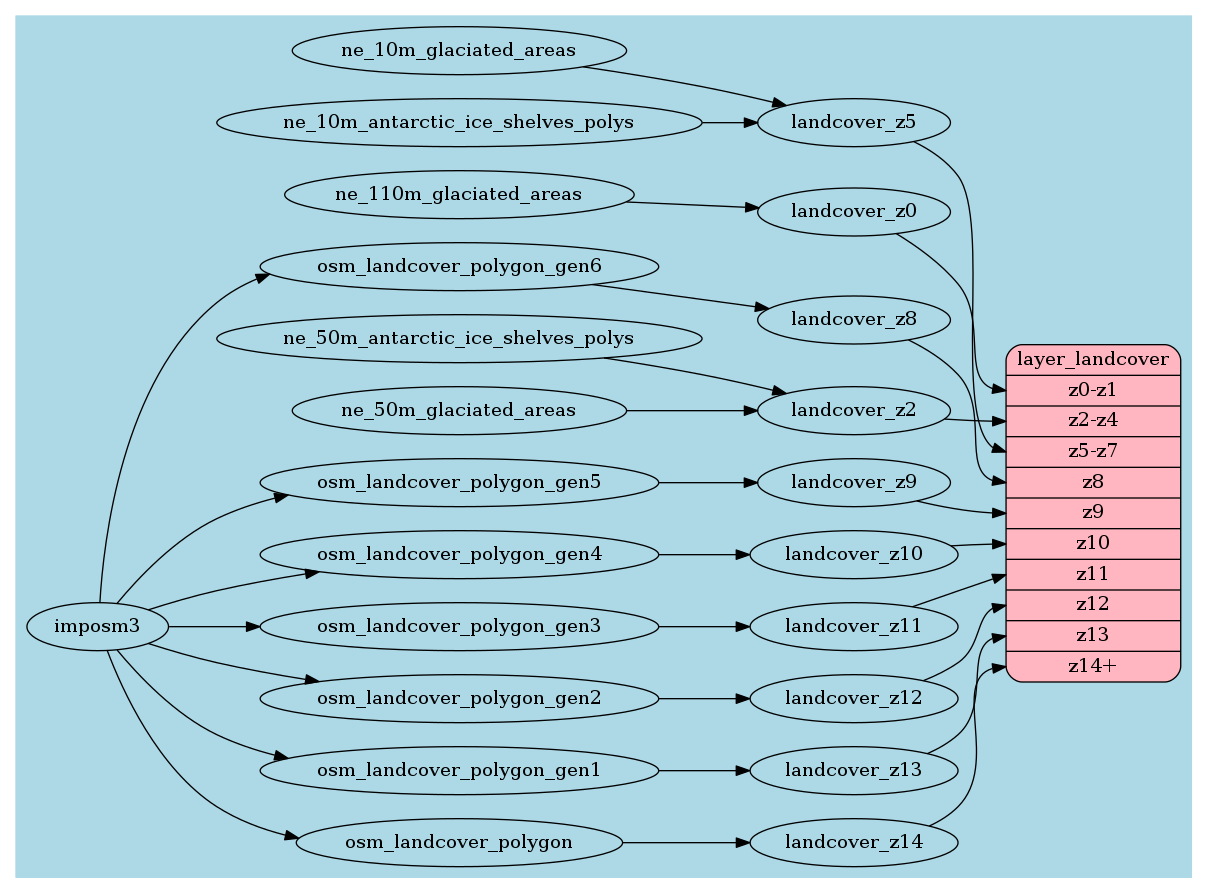 ne_10m_glaciated_areas
ne_10m_antarctic_ice_shelves_polys
landcover_z5
ne_110m_glaciated_areas
landcover_z0
osm_landcover_polygon_gen6
landcover_z8
ne_50m_antarctic_ice_shelves_polys
ne_50m_glaciated_areas
landcover_z2
osm_landcover_polygon_gen5
landcover_z9
osm_landcover_polygon_gen4
landcover_z10
imposm3
osm_landcover_polygon_gen3
landcover_z11
osm_landcover_polygon_gen2
landcover_z12
osm_landcover_polygon_gen1
landcover_z13
osm_landcover_polygon
landcover_z14
layer_landcover
z0-z1
z2-z4
z5-z7
z8
z9
z10
z11
z12
z13
z14+